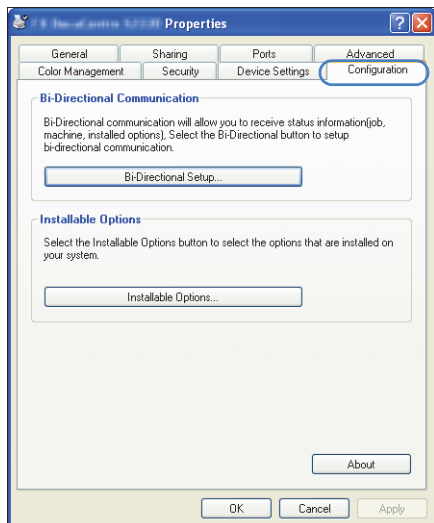 Properties
General Sharing Ports Advanced
Color Management Security Device Settings Configuration
Bi-Directional Communication
Bi-Directional communication will allow you to receive status information(job,
machine, installed options), Select the Bi-Directional button to setup
bi-directional communication.
Bi-Directional Setup...
Installable Options
Select the Installable Options button to select the options that are installed on
your system.
Installable Options...
About
OK Cancel Apply